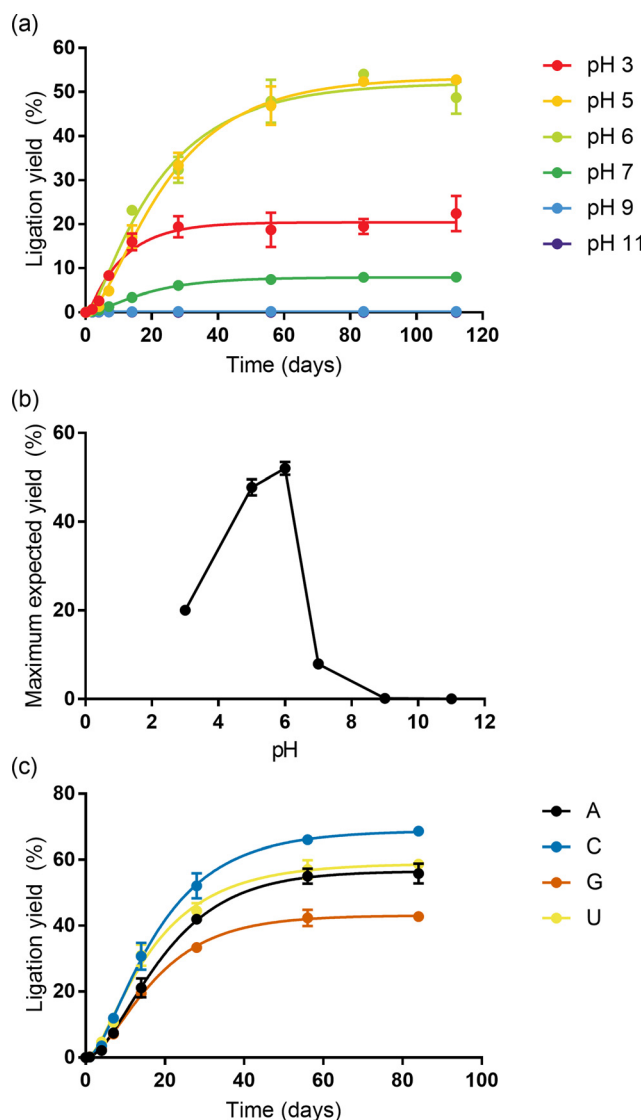 (a)
Ligation yield (%)
60
50
40
30
20
10
0
0 20 40 60 80 100 120
Time (days)
pH 3
pH 5
pH 6
pH 7
pH 9
pH 11
(b)
Maximum expected yield (%)
60
40
20
0
0 2 4 6 8 10 12
pH
(c)
Ligation yield (%)
80
60
40
20
0
0 20 40 60 80 100
Time (days)
A
C
G
U